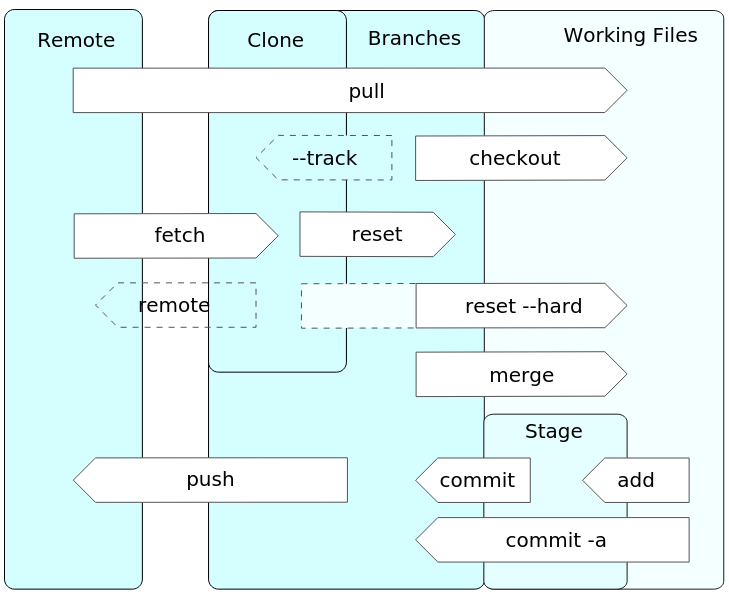 Remote
Clone
Branches
Working Files
pull
--track
checkout
fetch
reset
remote
reset --hard
merge
Stage
push
commit
add
commit -a